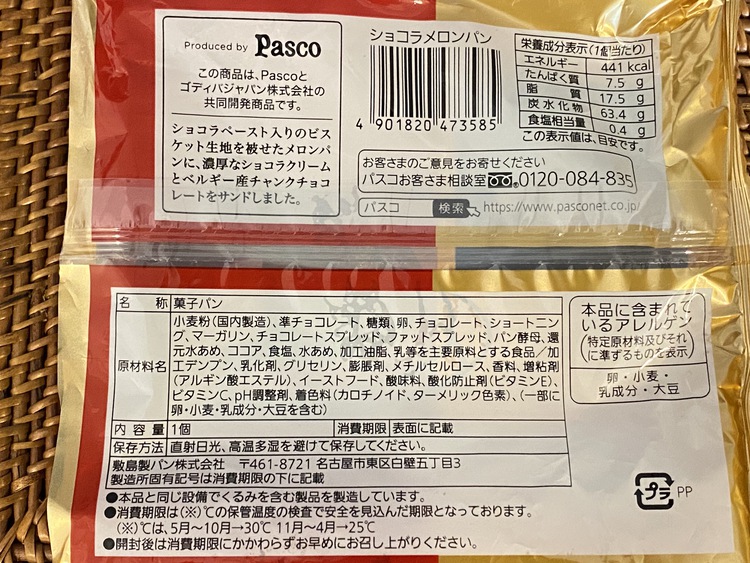 Produced by Pasco
この商品は、Pascoと
ゴディバジャパン株式会社の
共同開発商品です。
ショコラペースト入りのビス
ケット生地を被せたメロンパ
ンに、濃厚なショコラクリーム
とベルギー産チャンクチョコ
レートをサンドしました。
ショコラメロンパン
4 901820 473585
栄養成分表示(1個当たり)
エネルギー 441 kcal
たんぱく質 7.5 g
脂質 17.5 g
炭水化物 63.4 g
食塩相当量 0.4 g
この表示値は、目安です。
お客さまのご意見をお寄せください
パスコお客さま相談室 0120-084-835
パスコ 検索 https://www.pasconet.co.jp/
名称 菓子パン
原材料名
小麦粉(国内製造)、準チョコレート、糖類、卵、チョコレート、ショートニン
グ、マーガリン、チョコレートスプレッド、ファットスプレッド、パン酵母、還
元水あめ、ココア、食塩、水あめ、加工油脂、乳等を主要原料とする食品/加
工デンプン、乳化剤、グリセリン、膨脹剤、メチルセルロース、香料、増粘剤
(アルギン酸エステル)、イーストフード、酸味料、酸化防止剤(ビタミンE)、
ビタミンC、pH調整剤、着色料(カロチノイド、ターメリック色素)、(一部に
卵・小麦・乳成分・大豆を含む)
内容量 1個 消費期限 表面に記載
保存方法 直射日光、高温多湿を避けて保存してください。
敷島製パン株式会社 〒461-8721 名古屋市東区白壁五丁目3
製造所固有記号は消費期限の下に記載
●本品と同じ設備でくるみを含む製品を製造しています。
●消費期限は(※)℃の保管温度の検査で安全を見込んだ期限となっております。
(※)℃は、5月~10月→30℃ 11月~4月→25℃
●開封後は消費期限にかかわらずお早めにお召し上がりください。
本品に含まれて
いるアレルゲン
(特定原材料及びそれ
に準ずるものを表示)
卵・小麦・
乳成分・大豆
プラ PP